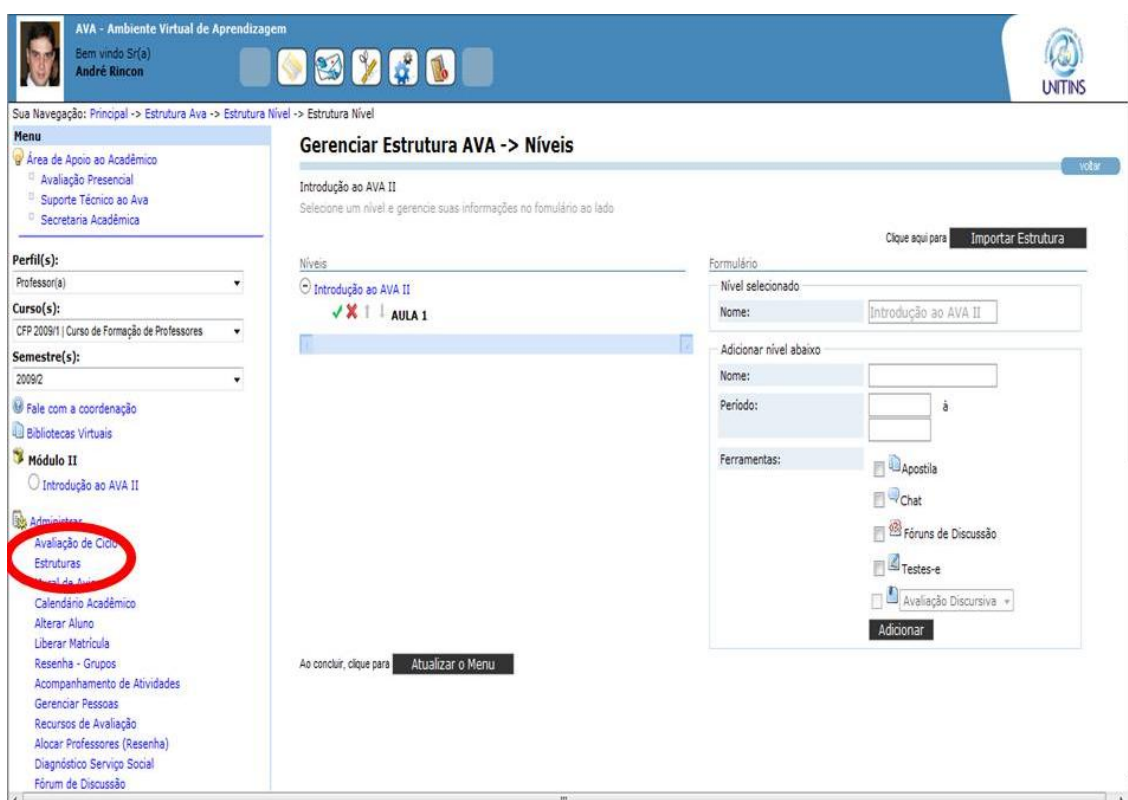 AVA - Ambiente Virtual de Aprendizagem
Bem vindo Sr(a)
André Rincon
UNITINS
Sua Navegação: Principal -> Estrutura Ava -> Estrutura Nível -> Estrutura Nível
Menu
Área de Apoio ao Acadêmico
Avaliação Presencial
Suporte Técnico ao Ava
Secretaria Acadêmica
Perfil(s):
Professor(a)
Curso(s):
CFP 2009/1 | Curso de Formação de Professores
Semestre(s):
2009/2
Fale com a coordenação
Bibliotecas Virtuais
Módulo II
Introdução ao AVA II
Administrar
Avaliação de Ciclo
Estruturas
Mural de
Calendário Acadêmico
Alterar Aluno
Liberar Matrícula
Resenha - Grupos
Acompanhamento de Atividades
Gerenciar Pessoas
Recursos de Avaliação
Alocar Professores (Resenha)
Diagnóstico Serviço Social
Fórum de Discussão
Gerenciar Estrutura AVA -> Níveis
voltar
Introdução ao AVA II
Selecione um nível e gerencie suas informações no fomulário ao lado
Clique aqui para Importar Estrutura
Níveis
Introdução ao AVA II
AULA 1
Ao concluir, clique para Atualizar o Menu
Formulário
Nível selecionado
Nome: Introdução ao AVA II
Adicionar nível abaixo
Nome:
Período: à
Ferramentas:
Apostila
Chat
Fóruns de Discussão
Testes-e
Avaliação Discursiva
Adicionar